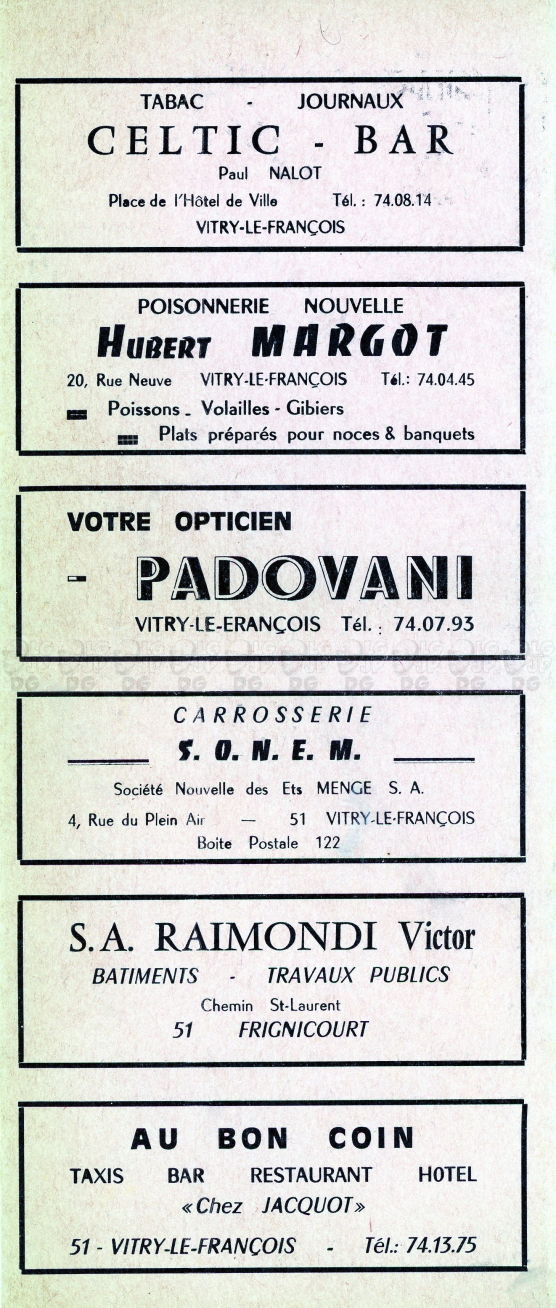 TABAC - JOURNAUX
CELTIC - BAR
Paul NALOT
Place de l'Hôtel de Ville Tél. : 74.08.14
VITRY-LE-FRANÇOIS
POISONNERIE NOUVELLE
HUBERT MARGOT
20, Rue Neuve VITRY-LE-FRANÇOIS Tél.: 74.04.45
Poissons - Volailles - Gibiers
Plats préparés pour noces & banquets
VOTRE OPTICIEN
- PADOVANI
VITRY-LE-ERANÇOIS Tél. : 74.07.93
CARROSSERIE
S. O. N. E. M.
Société Nouvelle des Ets MENGE S. A.
4, Rue du Plein Air — 51 VITRY-LE-FRANÇOIS
Boite Postale 122
S.A. RAIMONDI Victor
BATIMENTS - TRAVAUX PUBLICS
Chemin St-Laurent
51 FRIGNICOURT
AU BON COIN
TAXIS BAR RESTAURANT HOTEL
«Chez JACQUOT»
51 - VITRY-LE-FRANÇOIS - Tél.: 74.13.75